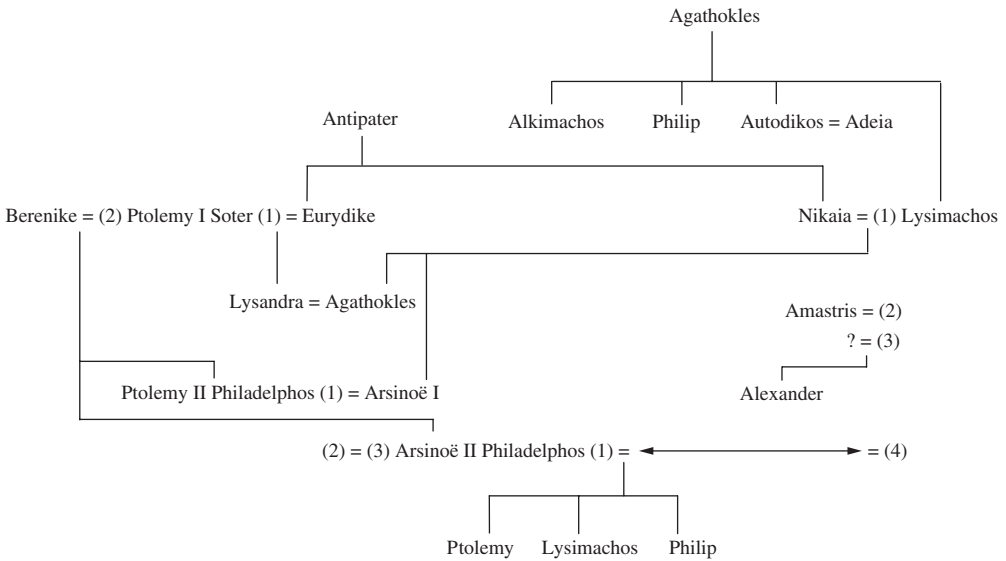 Agathokles
Antipater
Alkimachos Philip Autodikos = Adeia
Berenike = (2) Ptolemy I Soter (1) = Eurydike Nikaia = (1) Lysimachos
Lysandra = Agathokles
Amastris = (2)
? = (3)
Ptolemy II Philadelphos (1) = Arsinoë I Alexander
(2) = (3) Arsinoë II Philadelphos (1) = = (4)
Ptolemy Lysimachos Philip